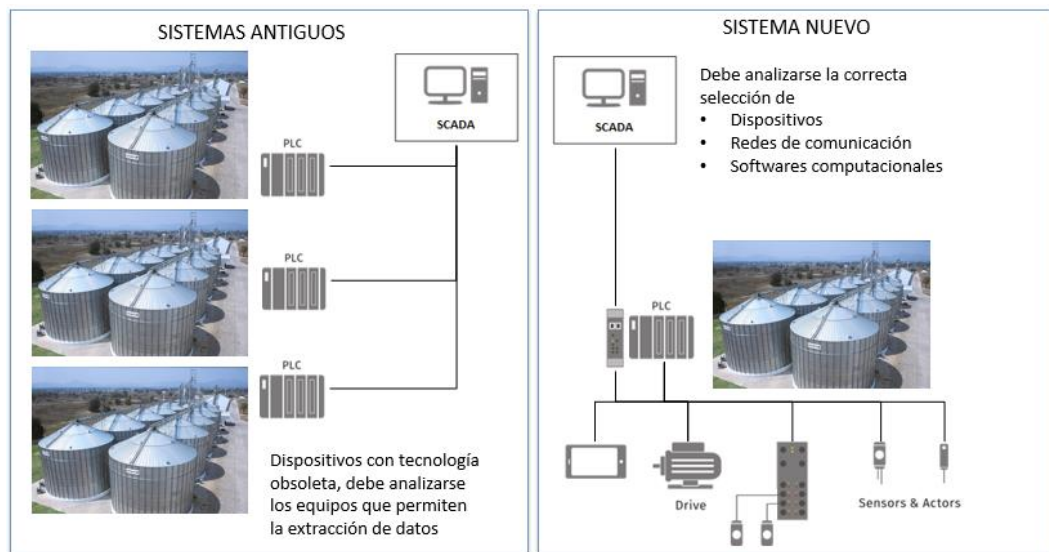 SISTEMAS ANTIGUOS
SCADA
PLC
PLC
PLC
Dispositivos con tecnología
obsoleta, debe analizarse
los equipos que permiten
la extracción de datos
SISTEMA NUEVO
SCADA
Debe analizarse la correcta
selección de
• Dispositivos
• Redes de comunicación
• Softwares computacionales
PLC
Drive
Sensors & Actors